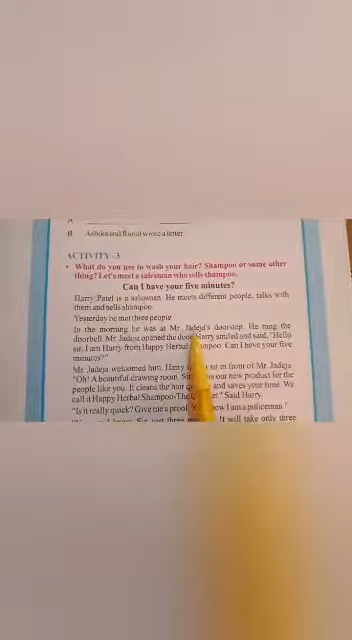 A
B Ashik and Rahul wrote a letter.
ACTIVITY - 3
• What do you use to wash your hair? Shampoo or some other
thing? Let's meet a salesman who sells shampoo.
Can I have your five minutes?
Harry Patel is a salesman. He meets different people, talks with
them and sells shampoo.
Yesterday he met three people
In the morning he was at Mr. Jadeja's doorstep. He rang the
doorbell. Mr. Jadeja opened the door. Harry smiled and said, "Hello
sir, I am Harry from Happy Herbal Shampoo. Can I have your five
minutes?"
Mr. Jadeja welcomed him. Harry sat in front of Mr. Jadeja
"Oh! A beautiful drawing room. Sir, is our new product for the
people like you. It cleans the hair and saves your time. We
call it Happy Herbal Shampoo-The." Said Harry.
"Is it really quick? Give me a proof. now I am a policeman."
Sir, just three It will take only three